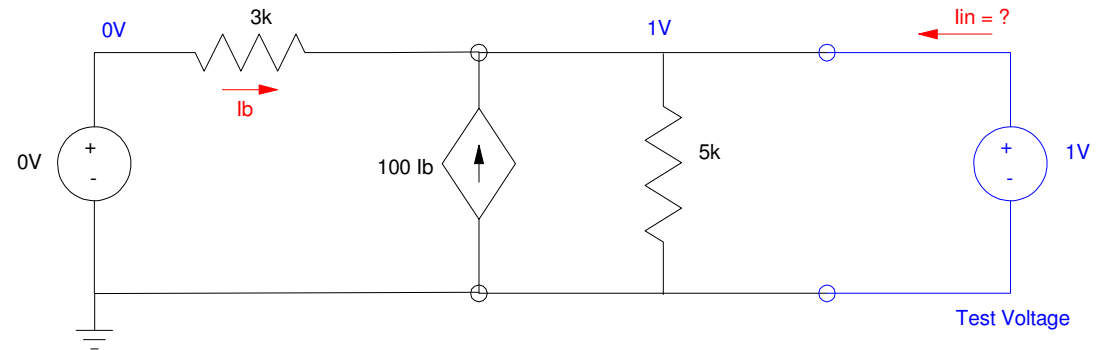 3k
0V
1V
Iin = ?
Ib
0V
+
-
100 Ib
5k
+
-
1V
Test Voltage